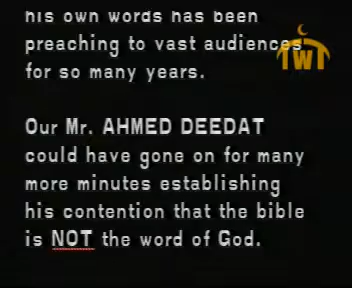 his own words has been
preaching to vast audiences
for so many years.
Our Mr. AHMED DEEDAT
could have gone on for many
more minutes establishing
his contention that the bible
is NOT the word of God.
TWT